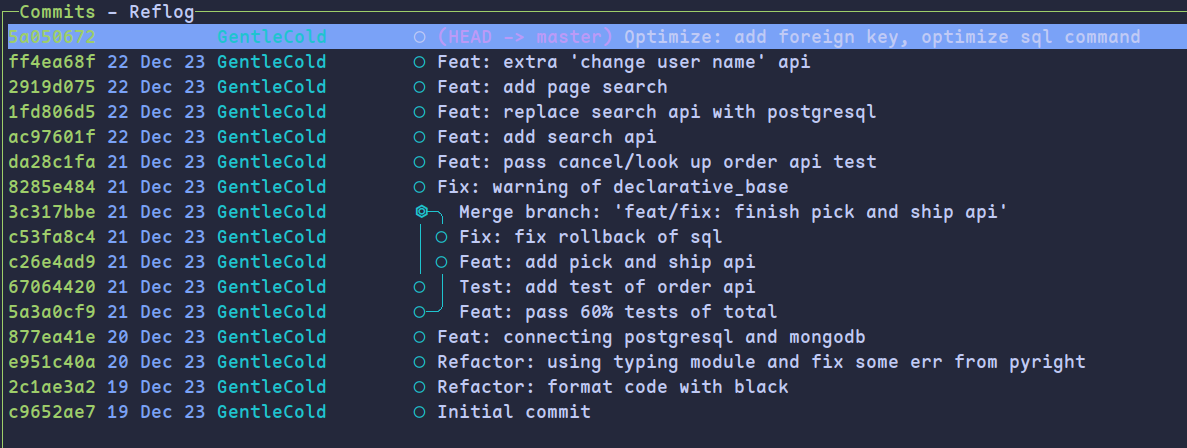 Commits - Reflog
5a050672 GentleCold (HEAD -> master) Optimize: add foreign key, optimize sql command
ff4ea68f 22 Dec 23 GentleCold Feat: extra 'change user name' api
2919d075 22 Dec 23 GentleCold Feat: add page search
1fd806d5 22 Dec 23 GentleCold Feat: replace search api with postgresql
ac97601f 22 Dec 23 GentleCold Feat: add search api
da28c1fa 21 Dec 23 GentleCold Feat: pass cancel/look up order api test
8285e484 21 Dec 23 GentleCold Fix: warning of declarative_base
3c317bbe 21 Dec 23 GentleCold Merge branch: 'feat/fix: finish pick and ship api'
c53fa8c4 21 Dec 23 GentleCold Fix: fix rollback of sql
c26e4ad9 21 Dec 23 GentleCold Feat: add pick and ship api
67064420 21 Dec 23 GentleCold Test: add test of order api
5a3a0cf9 21 Dec 23 GentleCold Feat: pass 60% tests of total
877ea41e 20 Dec 23 GentleCold Feat: connecting postgresql and mongodb
e951c40a 20 Dec 23 GentleCold Refactor: using typing module and fix some err from pyright
2c1ae3a2 19 Dec 23 GentleCold Refactor: format code with black
c9652ae7 19 Dec 23 GentleCold Initial commit